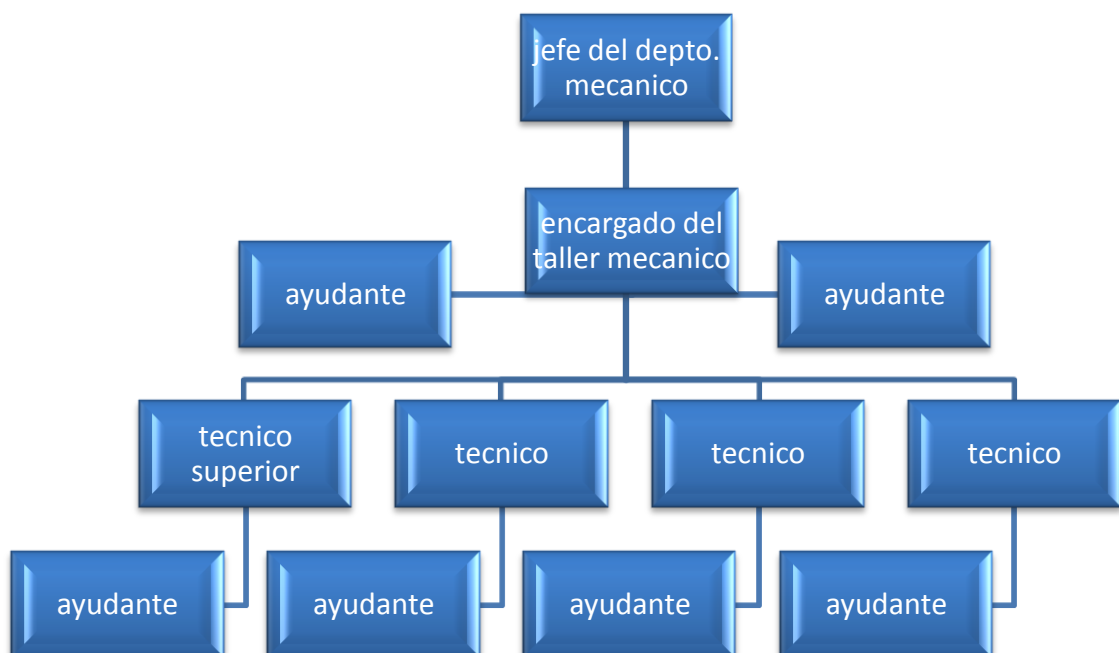 jefe del depto.
mecanico
encargado del
taller mecanico
ayudante
ayudante
tecnico
superior
tecnico
tecnico
tecnico
ayudante
ayudante
ayudante
ayudante